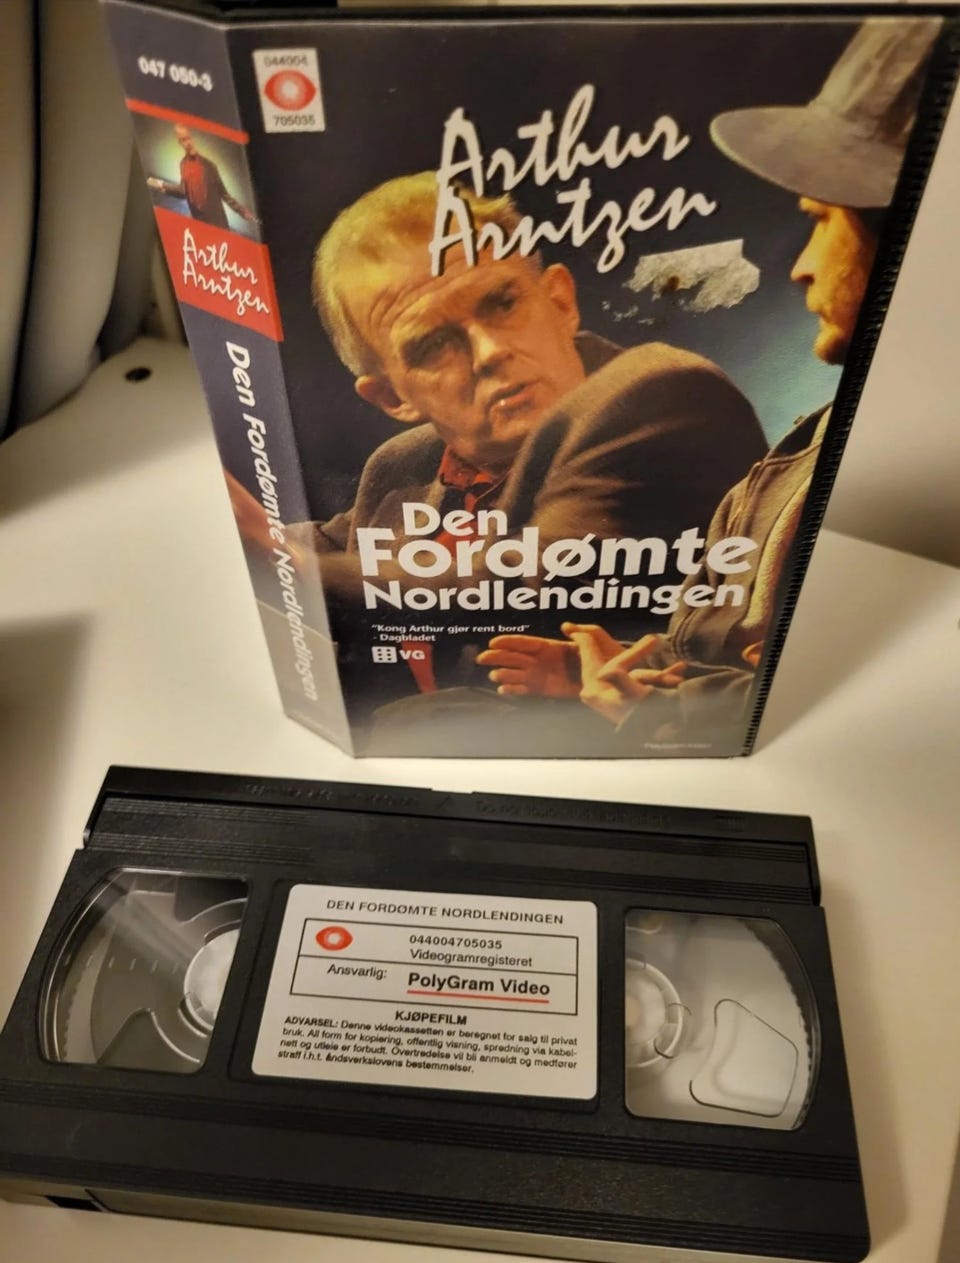 047 050-3
Arthur
Arntzen
Den Fordømte Nordlendingen
044004
705035
Arthur
Arntzen
Den
Fordømte
Nordlendingen
"Kong Arthur gjør rent bord"
- Dagbladet
VG
PolyGram Video
DEN FORDØMTE NORDLENDINGEN
044004705035
Videogramregisteret
Ansvarlig:
PolyGram Video
KJØPEFILM
ADVARSEL: Denne videokassetten er beregnet for salg til privat
bruk. All form for kopiering, offentlig visning, spredning via kabel-
nett og utleie er forbudt. Overtredelse vil bli anmeldt og medfører
straff i.h.t. åndsverkslovens bestemmelser.